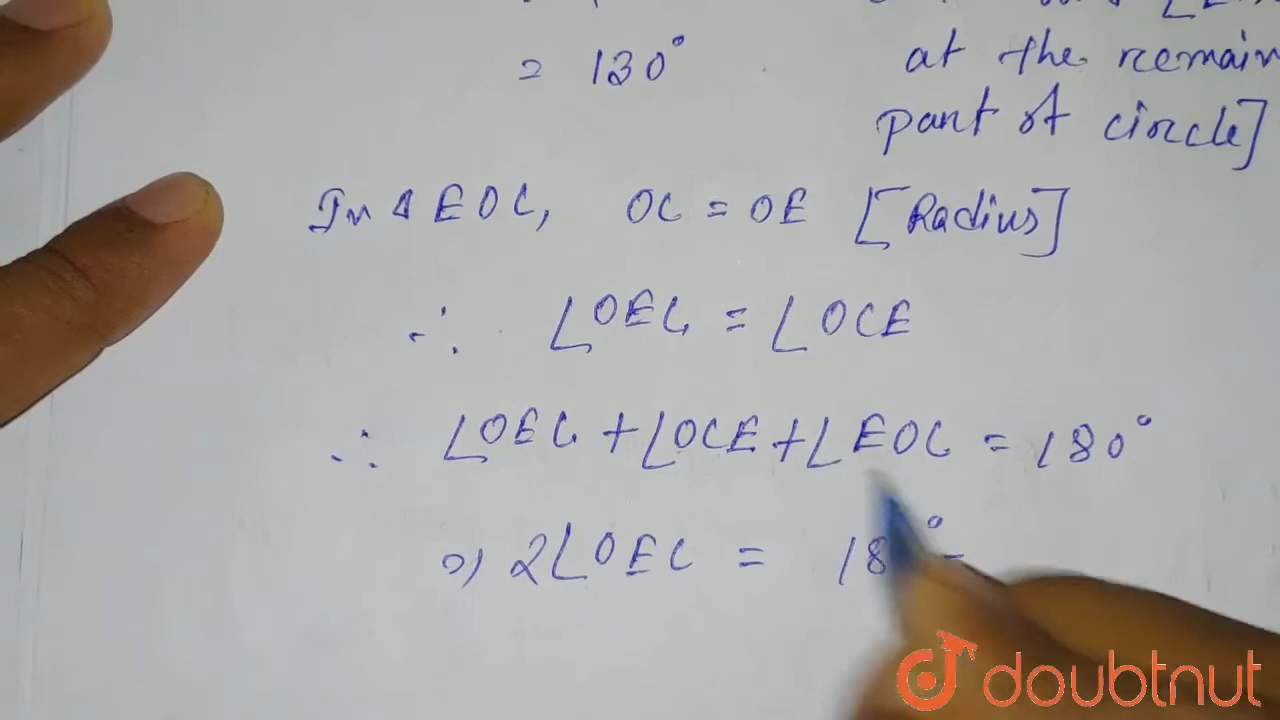 = 130°
at the remain
part of circle]
In Δ EOC, OC = OE [Radius]
∴ ∠OEC = ∠OCE
∴ ∠OEC + ∠OCE + ∠EOC = 180°
2∠OEC = 18 ° -
doubtnut